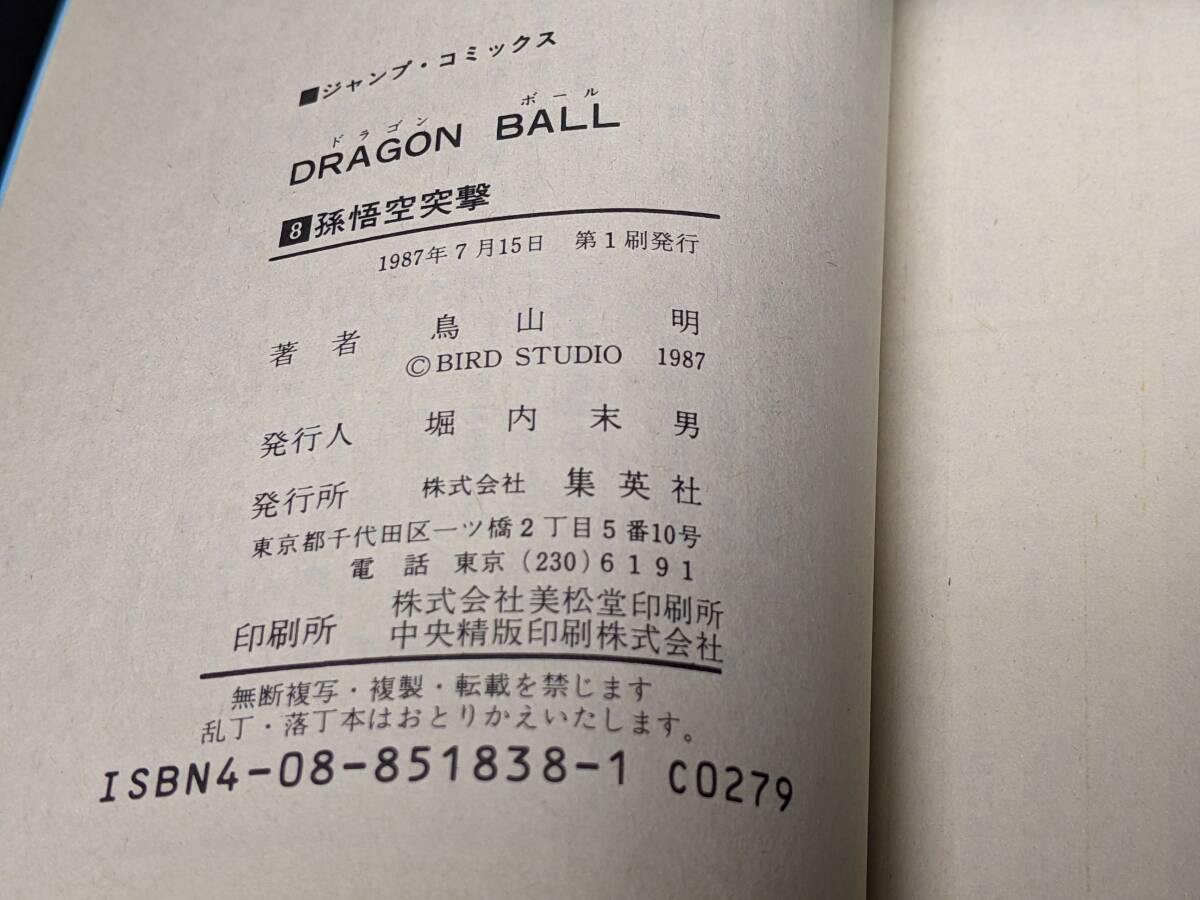 ■ジャンプ・コミックス
ドラゴン ボール
DRAGON BALL
8 孫悟空突撃
1987年7月15日 第1刷発行
著者 鳥山 明
©BIRD STUDIO 1987
発行人 堀内末男
発行所 株式会社 集英社
東京都千代田区一ツ橋2丁目5番10号
電話 東京(230)6191
株式会社美松堂印刷所
印刷所 中央精版印刷株式会社
無断複写・複製・転載を禁じます
乱丁・落丁本はおとりかえいたします。
ISBN4-08-851838-1 C0279